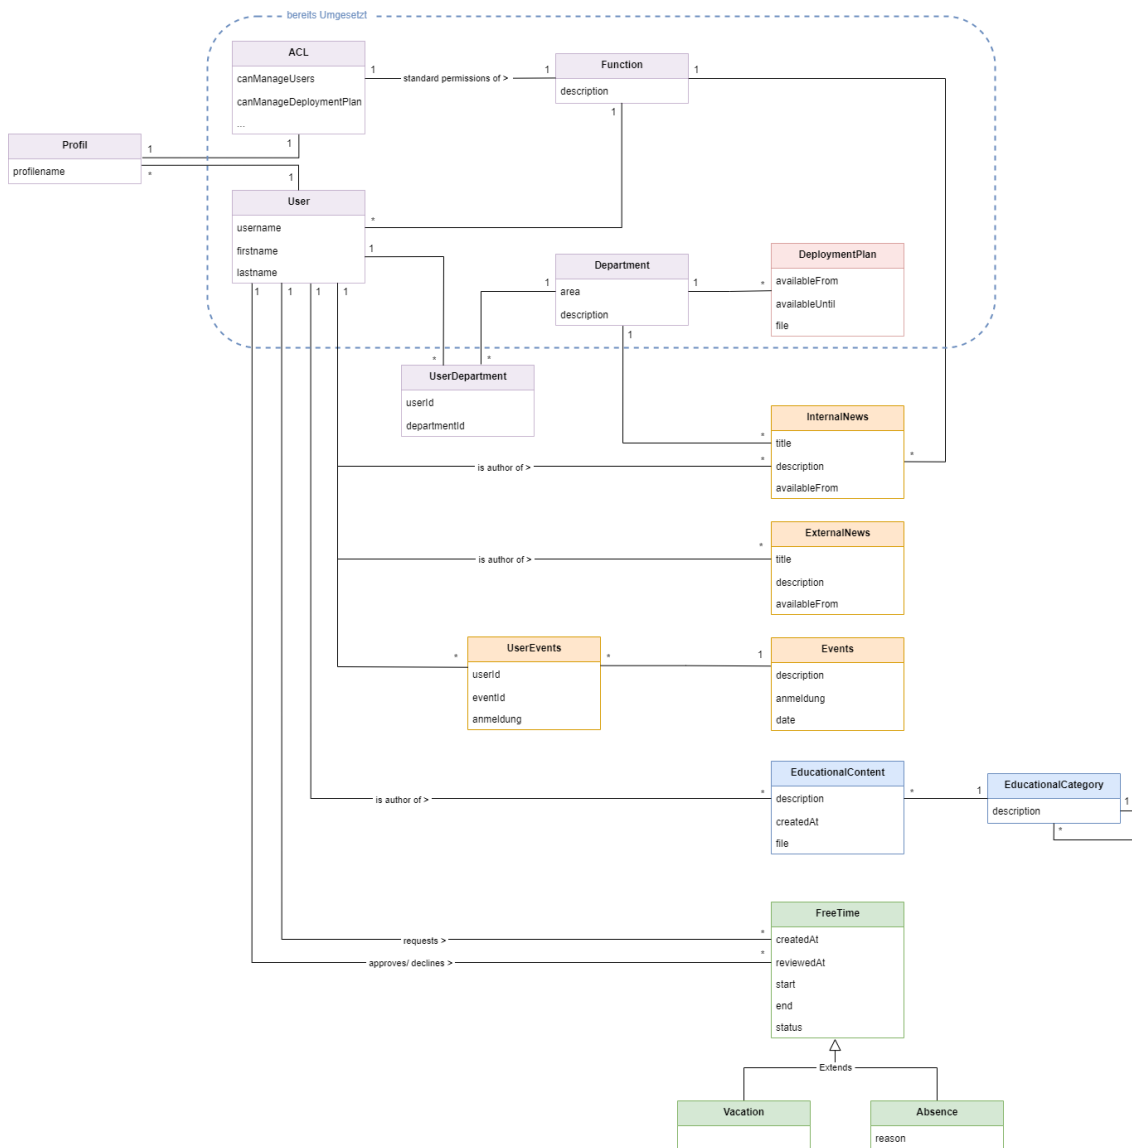 bereits Umgesetzt
ACL
canManageUsers
canManageDeploymentPlan
...
1
standard permissions of >
1
Function
description
1
1
1
Profil
profilename
1
*
1
User
username
firstname
lastname
*
1
1
1
1
1
Department
area
description
1
1
1
*
DeploymentPlan
availableFrom
availableUntil
file
*
*
UserDepartment
userId
departmentId
InternalNews
title
description
availableFrom
*
*
*
is author of >
ExternalNews
title
description
availableFrom
*
is author of >
UserEvents
userId
eventId
anmeldung
*
*
1
Events
description
anmeldung
date
EducationalContent
description
createdAt
file
is author of >
*
*
1
EducationalCategory
description
1
*
FreeTime
createdAt
reviewedAt
start
end
status
requests >
*
approves/ declines >
*
Extends
Vacation
Absence
reason